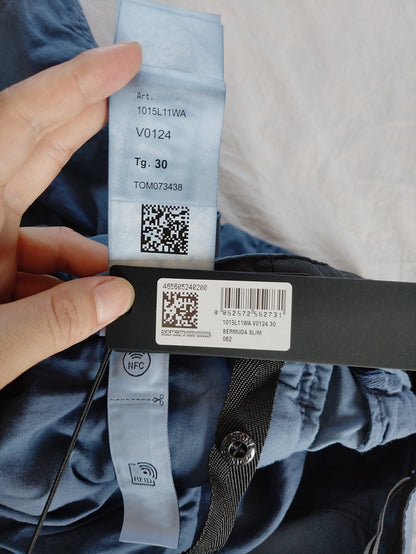 Art.
1015L11WA
V0124
Tg. 30
TOM073438
465605240200
9 052572 552731
1015L11WA V0124 30
BERMUDA SLIM
062
NFC
RFID